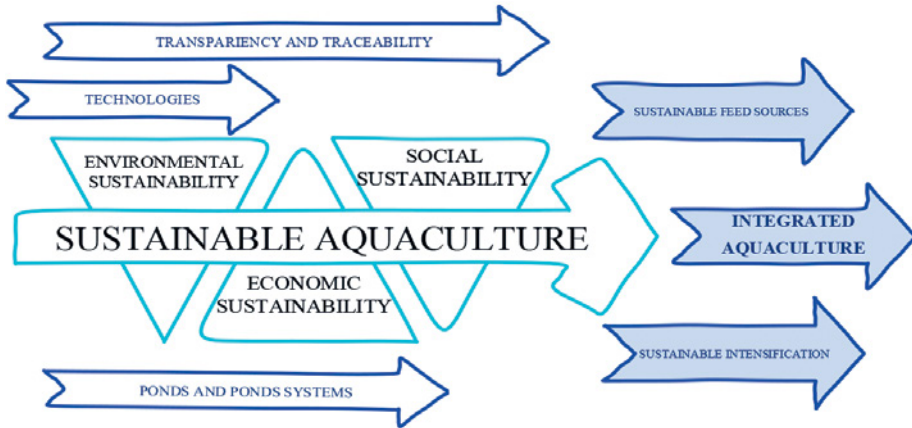 TRANSPARIENCY AND TRACEABILITY
TECHNOLOGIES
SUSTAINABLE FEED SOURCES
ENVIRONMENTAL
SUSTAINABILITY
SOCIAL
SUSTAINABILITY
SUSTAINABLE AQUACULTURE
INTEGRATED
AQUACULTURE
ECONOMIC
SUSTAINABILITY
SUSTAINABLE INTENSIFICATION
PONDS AND PONDS SYSTEMS